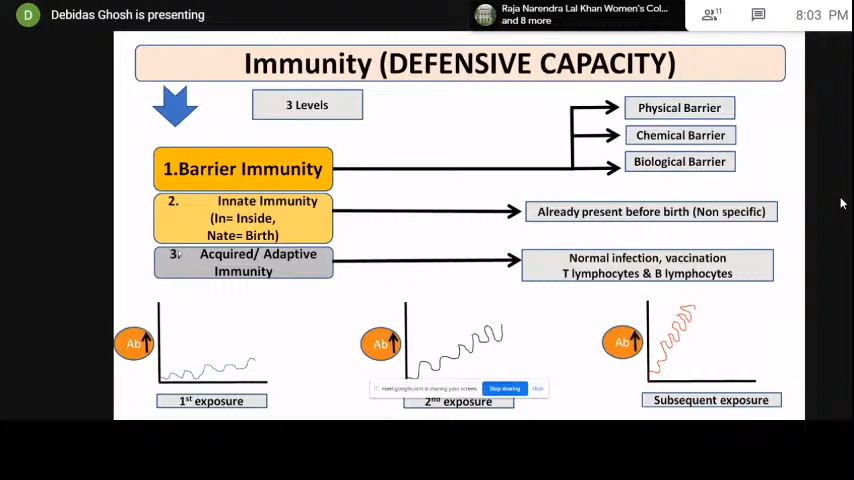 D Debidas Ghosh is presenting
Raja Narendra Lal Khan Women's Col...
and 8 more
11
8:03 PM
Immunity (DEFENSIVE CAPACITY)
3 Levels
Physical Barrier
Chemical Barrier
Biological Barrier
1.Barrier Immunity
2. Innate Immunity
(In= Inside,
Nate= Birth)
Already present before birth (Non specific)
3. Acquired/ Adaptive
Immunity
Normal infection, vaccination
T lymphocytes & B lymphocytes
Ab
Ab
Ab
meet.google.com is sharing your screen.
Stop sharing
Hide
1st exposure
2nd exposure
Subsequent exposure